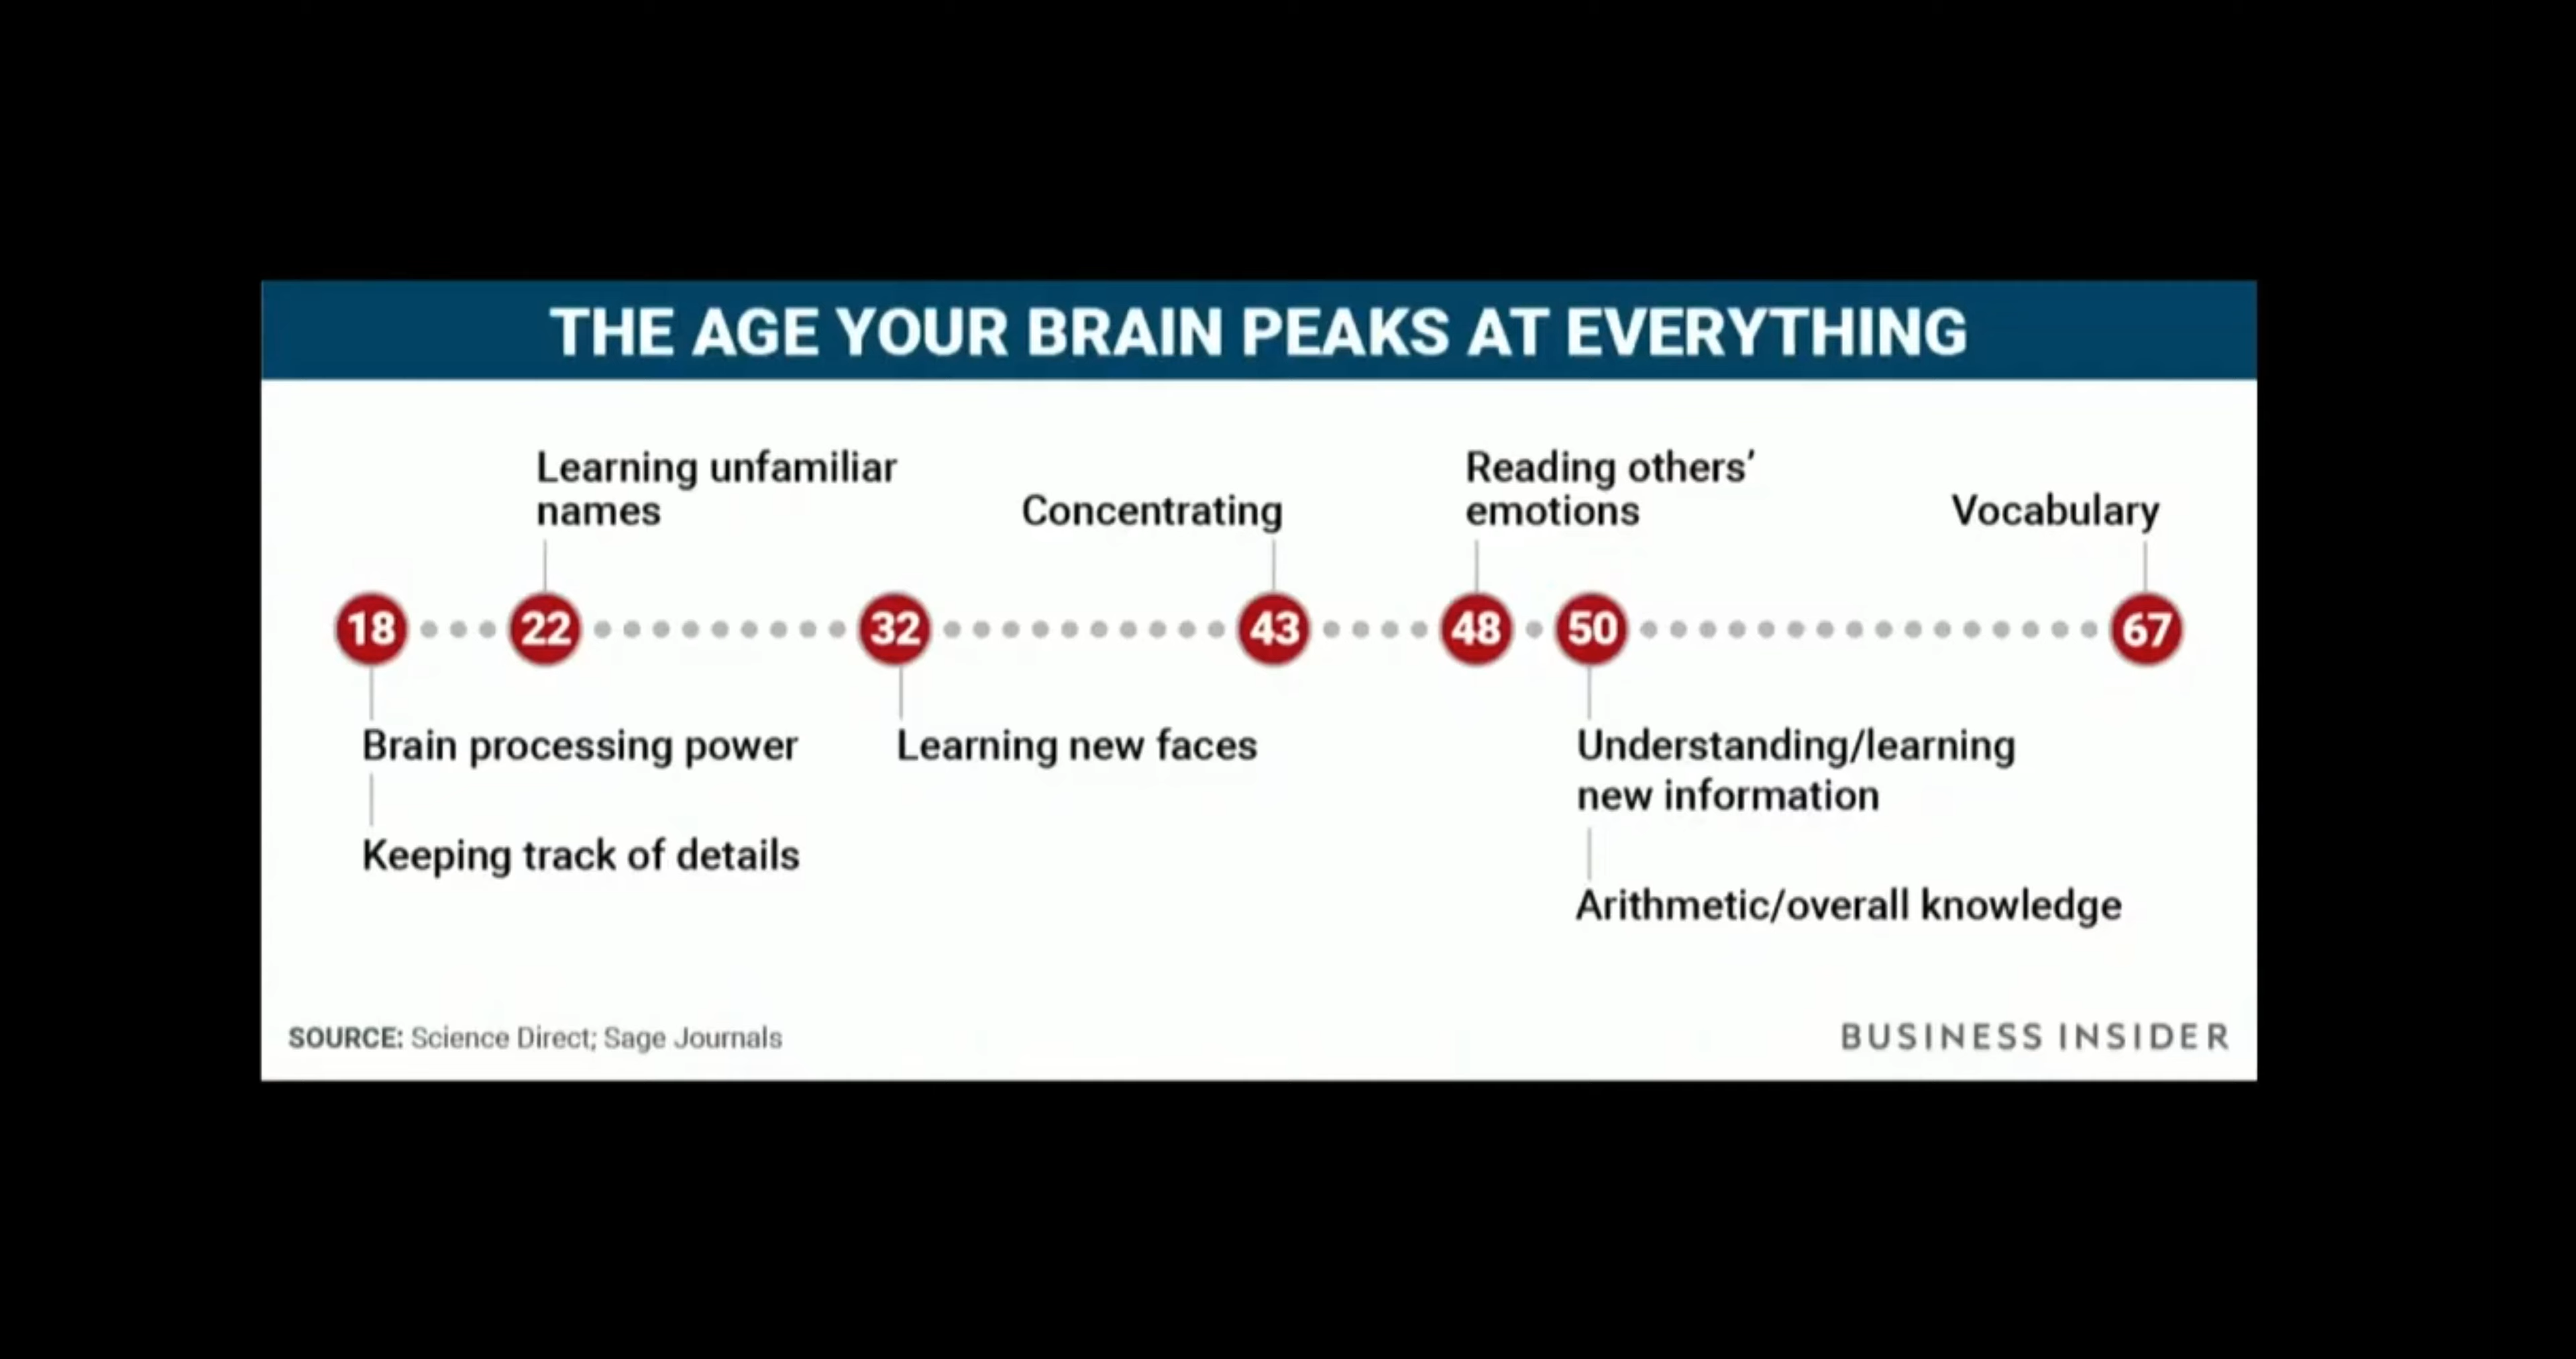 THE AGE YOUR BRAIN PEAKS AT EVERYTHING
Learning unfamiliar
names
Concentrating
Reading others’
emotions
Vocabulary
18
22
32
43
48
50
67
Brain processing power
Keeping track of details
Learning new faces
Understanding/learning
new information
Arithmetic/overall knowledge
SOURCE: Science Direct; Sage Journals
BUSINESS INSIDER